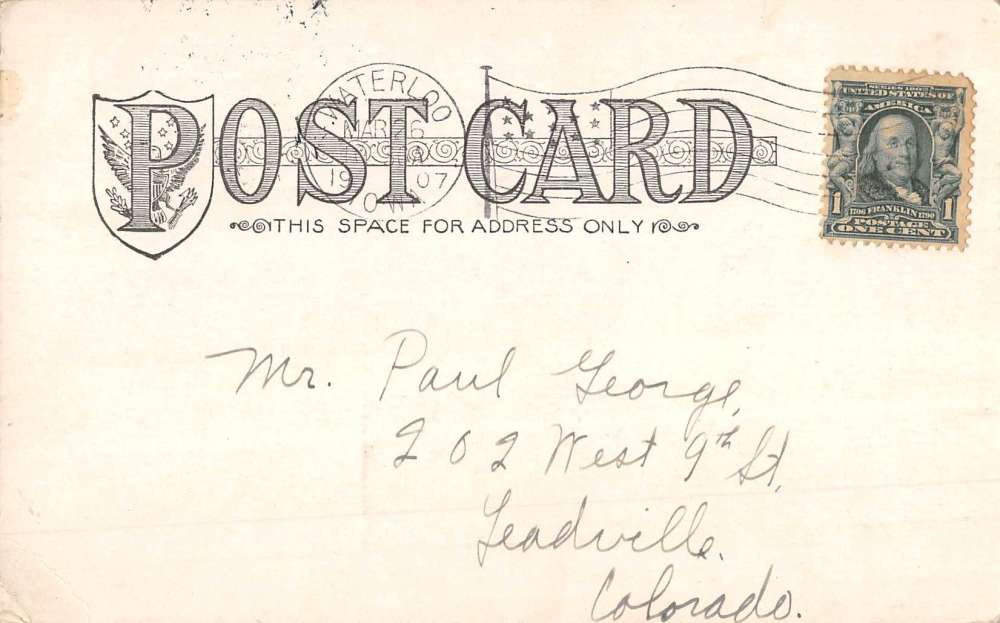 WATERLOO
MAR 26
1907
IOWA
POST CARD
THIS SPACE FOR ADDRESS ONLY
UNITED STATES OF
AMERICA
1 1706 FRANKLIN 1790 1
POSTAGE
ONE CENT
Mr. Paul George,
202 West 9th St,
Leadville,
Colorado.